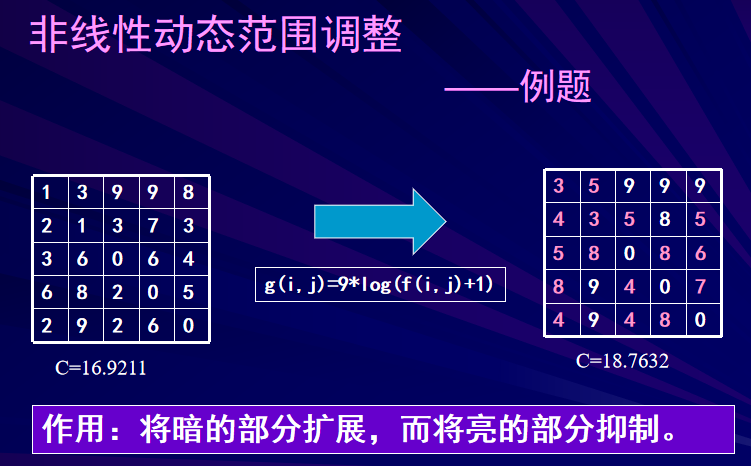 非线性动态范围调整
——例题
1 3 9 9 8
2 1 3 7 3
3 6 0 6 4
6 8 2 0 5
2 9 2 6 0
C=16.9211
g(i,j)=9*log(f(i,j)+1)
3 5 9 9 9
4 3 5 8 5
5 8 0 8 6
8 9 4 0 7
4 9 4 8 0
C=18.7632
作用：将暗的部分扩展，而将亮的部分抑制。